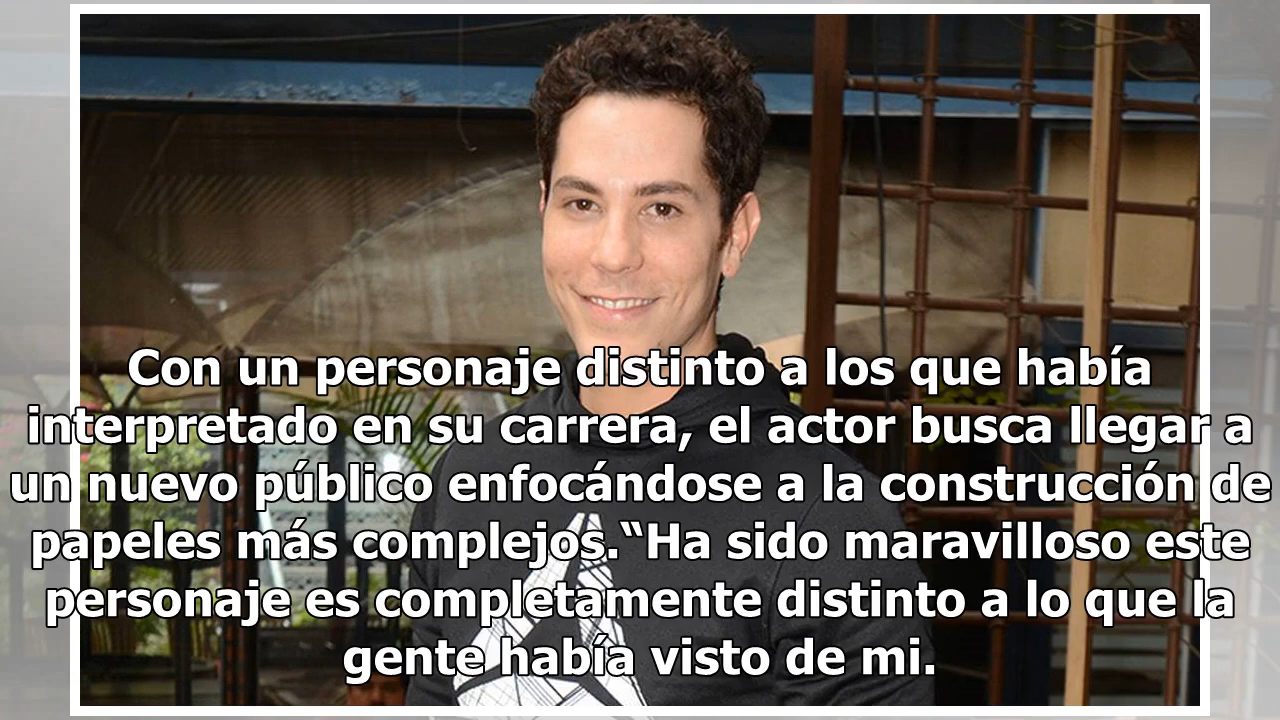 Con un personaje distinto a los que había
interpretado en su carrera, el actor busca llegar a
un nuevo público enfocándose a la construcción de
papeles más complejos.“Ha sido maravilloso este
personaje es completamente distinto a lo que la
gente había visto de mi.